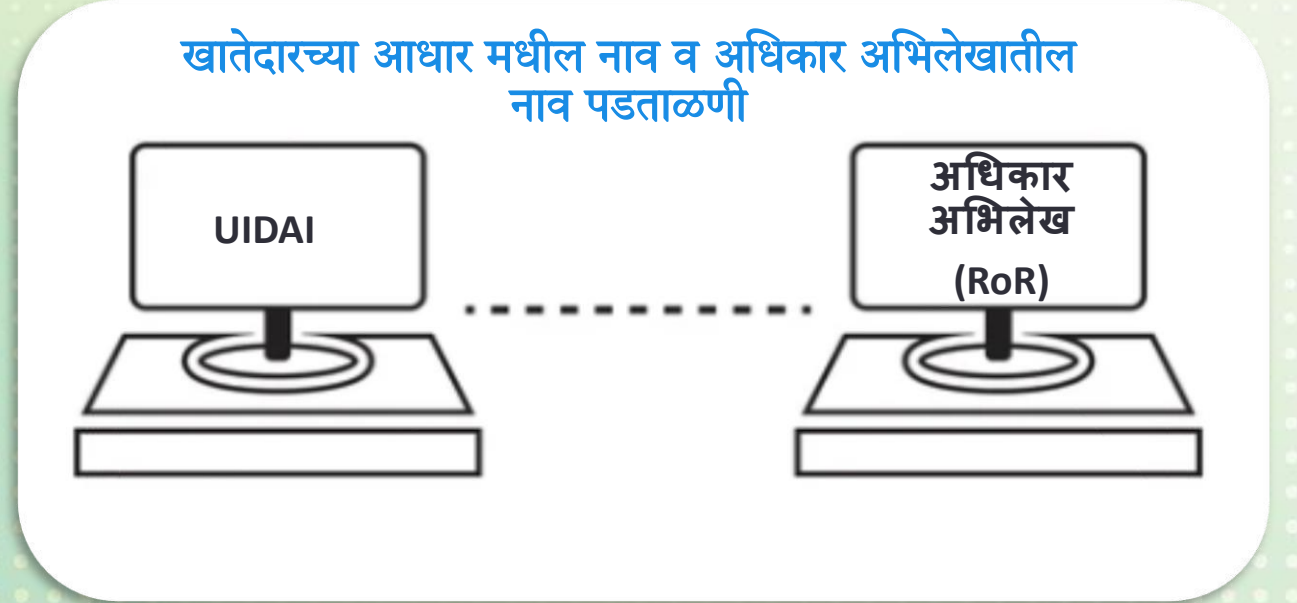 खातेदारच्या आधार मधील नाव व अधिकार अभिलेखातील
नाव पडताळणी
UIDAI
अधिकार
अभिलेख
(RoR)